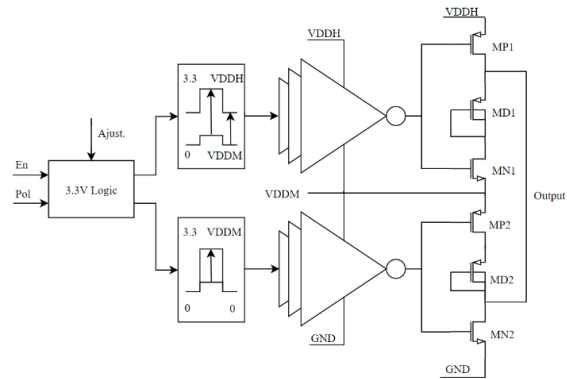 VDDH
3.3 VDDH
VDDH
MP1
Ajust.
MD1
VDDM
0
En
3.3V Logic
MN1
Pol
VDDM
Output
MP2
3.3 VDDM
MD2
0 0
GND
MN2
GND